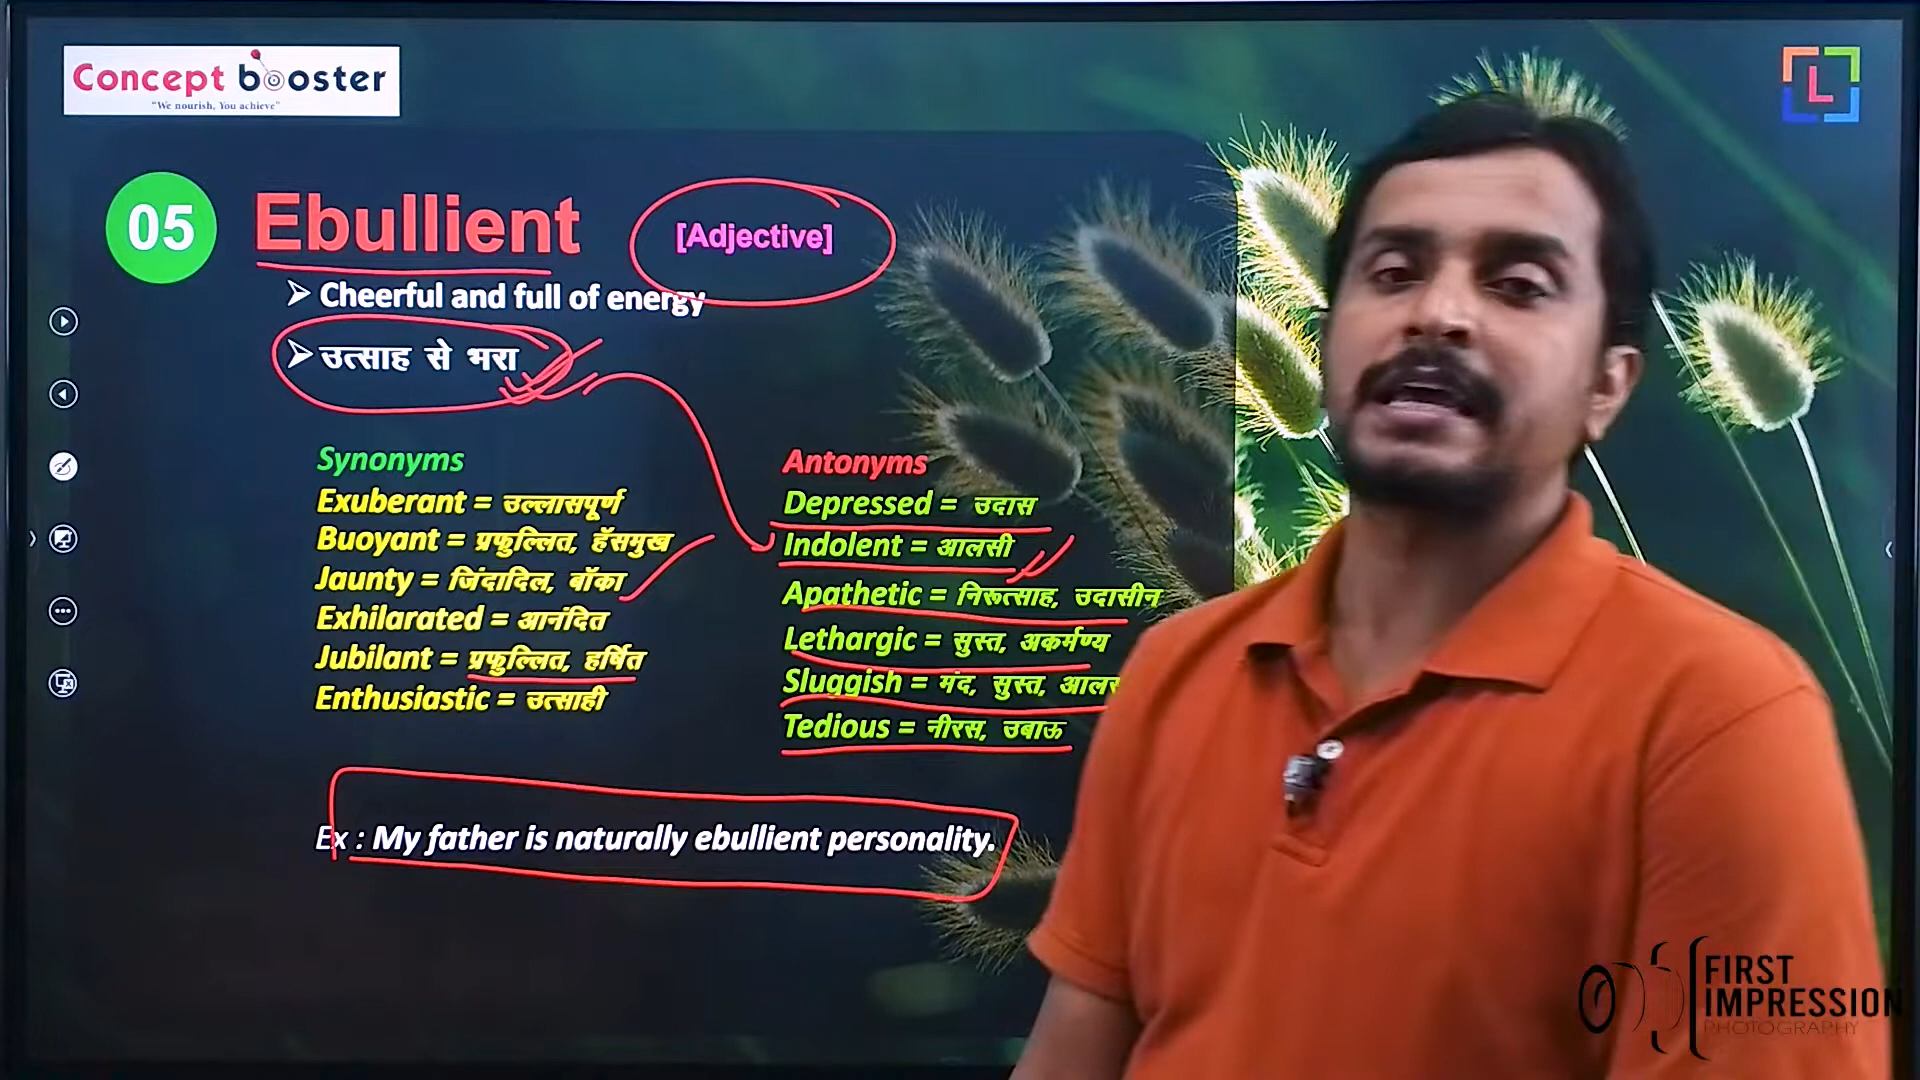 Concept booster
"We nourish, You achieve"
L
05
Ebullient [Adjective]
Cheerful and full of energy
उत्साह से भरा
Synonyms
Exuberant = उल्लासपूर्ण
Buoyant = प्रफुल्लित, हॅसमुख
Jaunty = जिंदादिल, बॉका
Exhilarated = आनंदित
Jubilant = प्रफुल्लित, हर्षित
Enthusiastic = उत्साही
Antonyms
Depressed = उदास
Indolent = आलसी
Apathetic = निरूत्साह, उदासीन
Lethargic = सुस्त, अकर्मण्य
Sluggish = मंद, सुस्त,
Tedious = नीरस, उबाऊ
Ex : My father is naturally ebullient personality.
FIRST
IMPRESSION
PHOTOGRAPHY